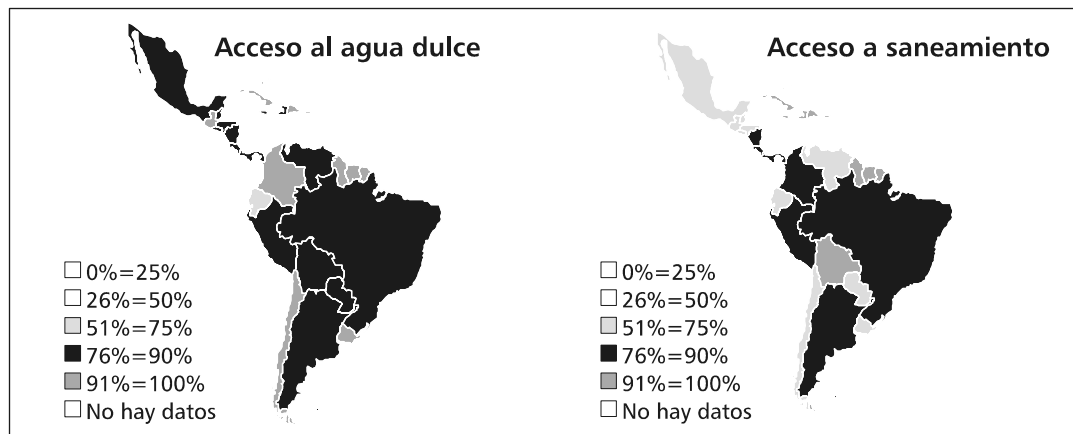 Acceso al agua dulce
0%=25%
26%=50%
51%=75%
76%=90%
91%=100%
No hay datos
Acceso a saneamiento
0%=25%
26%=50%
51%=75%
76%=90%
91%=100%
No hay datos